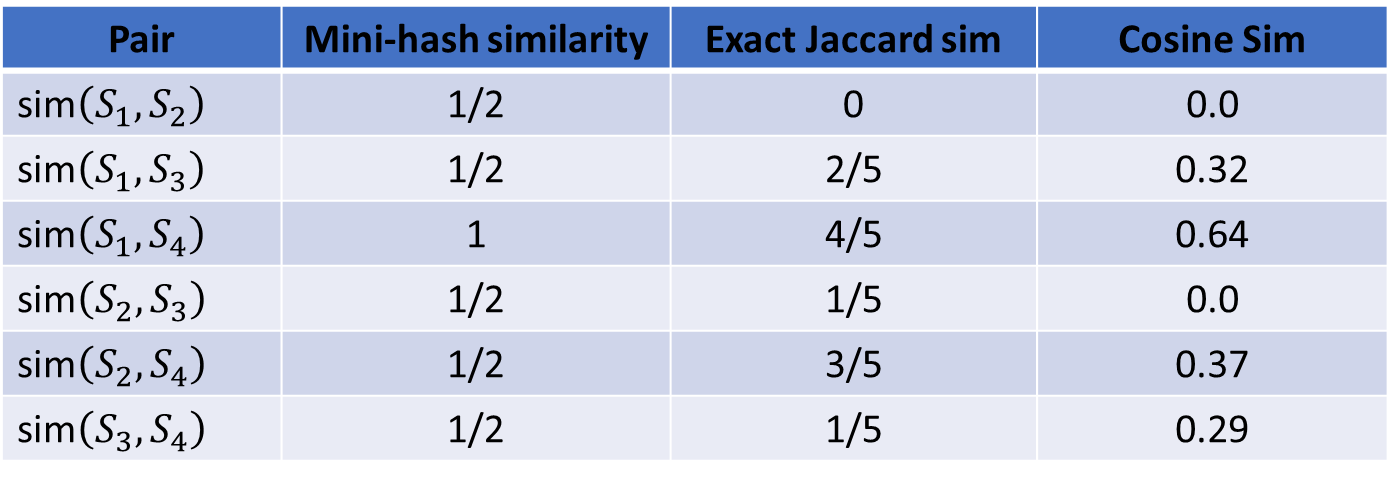 Pair Mini-hash similarity Exact Jaccard sim Cosine Sim
sim(𝑆₁, 𝑆₂) 1/2 0 0.0
sim(𝑆₁, 𝑆₃) 1/2 2/5 0.32
sim(𝑆₁, 𝑆₄) 1 4/5 0.64
sim(𝑆₂, 𝑆₃) 1/2 1/5 0.0
sim(𝑆₂, 𝑆₄) 1/2 3/5 0.37
sim(𝑆₃, 𝑆₄) 1/2 1/5 0.29